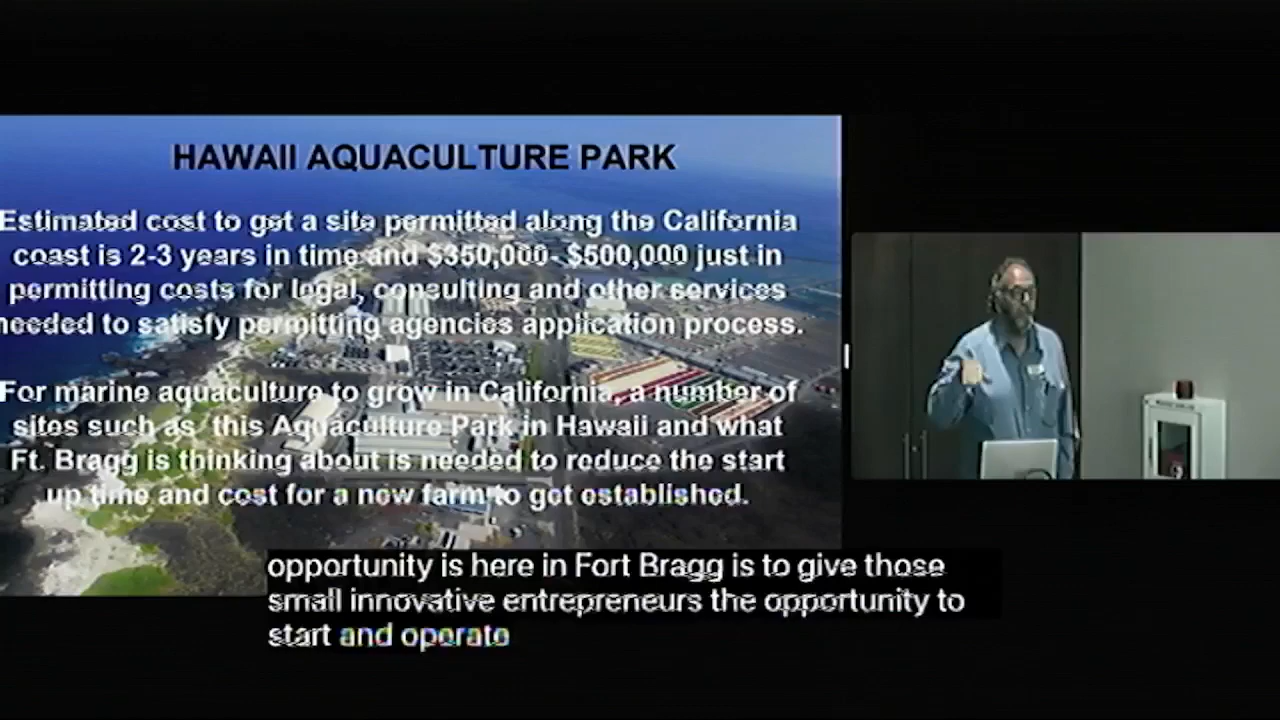 HAWAII AQUACULTURE PARK
Estimated cost to get a site permitted along the California
coast is 2-3 years in time and $350,000- $500,000 just in
permitting costs for legal, consulting and other services
needed to satisfy permitting agencies application process.
For marine aquaculture to grow in California, a number of
sites such as this Aquaculture Park in Hawaii and what
Ft. Bragg is thinking about is needed to reduce the start
up time and cost for a new farm to get established.
opportunity is here in Fort Bragg is to give those
small innovative entrepreneurs the opportunity to
start and operate